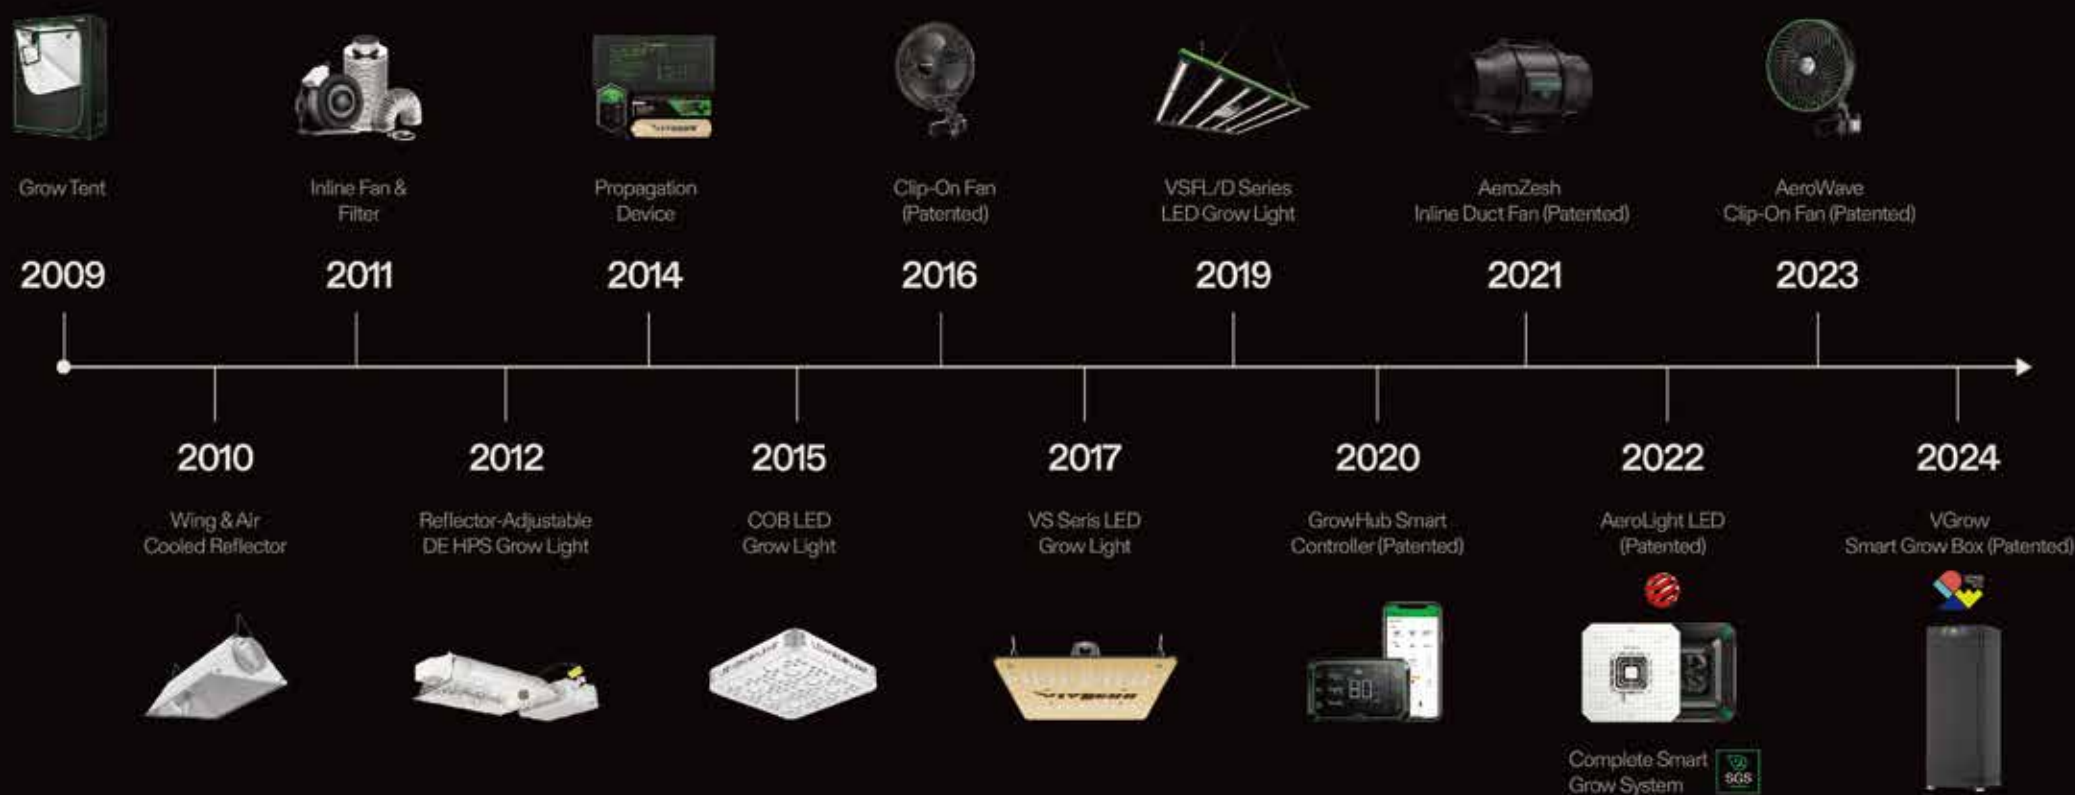 Grow Tent
Inline Fan &
Filter
Propagation
Device
Clip-On Fan
(Patented)
VSFL/D Series
LED Grow Light
AeroZesh
Inline Duct Fan (Patented)
AeroWave
Clip-On Fan (Patented)
2009
2011
2014
2016
2019
2021
2023
2010
2012
2015
2017
2020
2022
2024
Wing & Air
Cooled Reflector
Reflector-Adjustable
DE HPS Grow Light
COB LED
Grow Light
VS Seris LED
Grow Light
GrowHub Smart
Controller (Patented)
AeroLight LED
(Patented)
VGrow
Smart Grow Box (Patented)
80
Complete Smart
Grow System
SGS